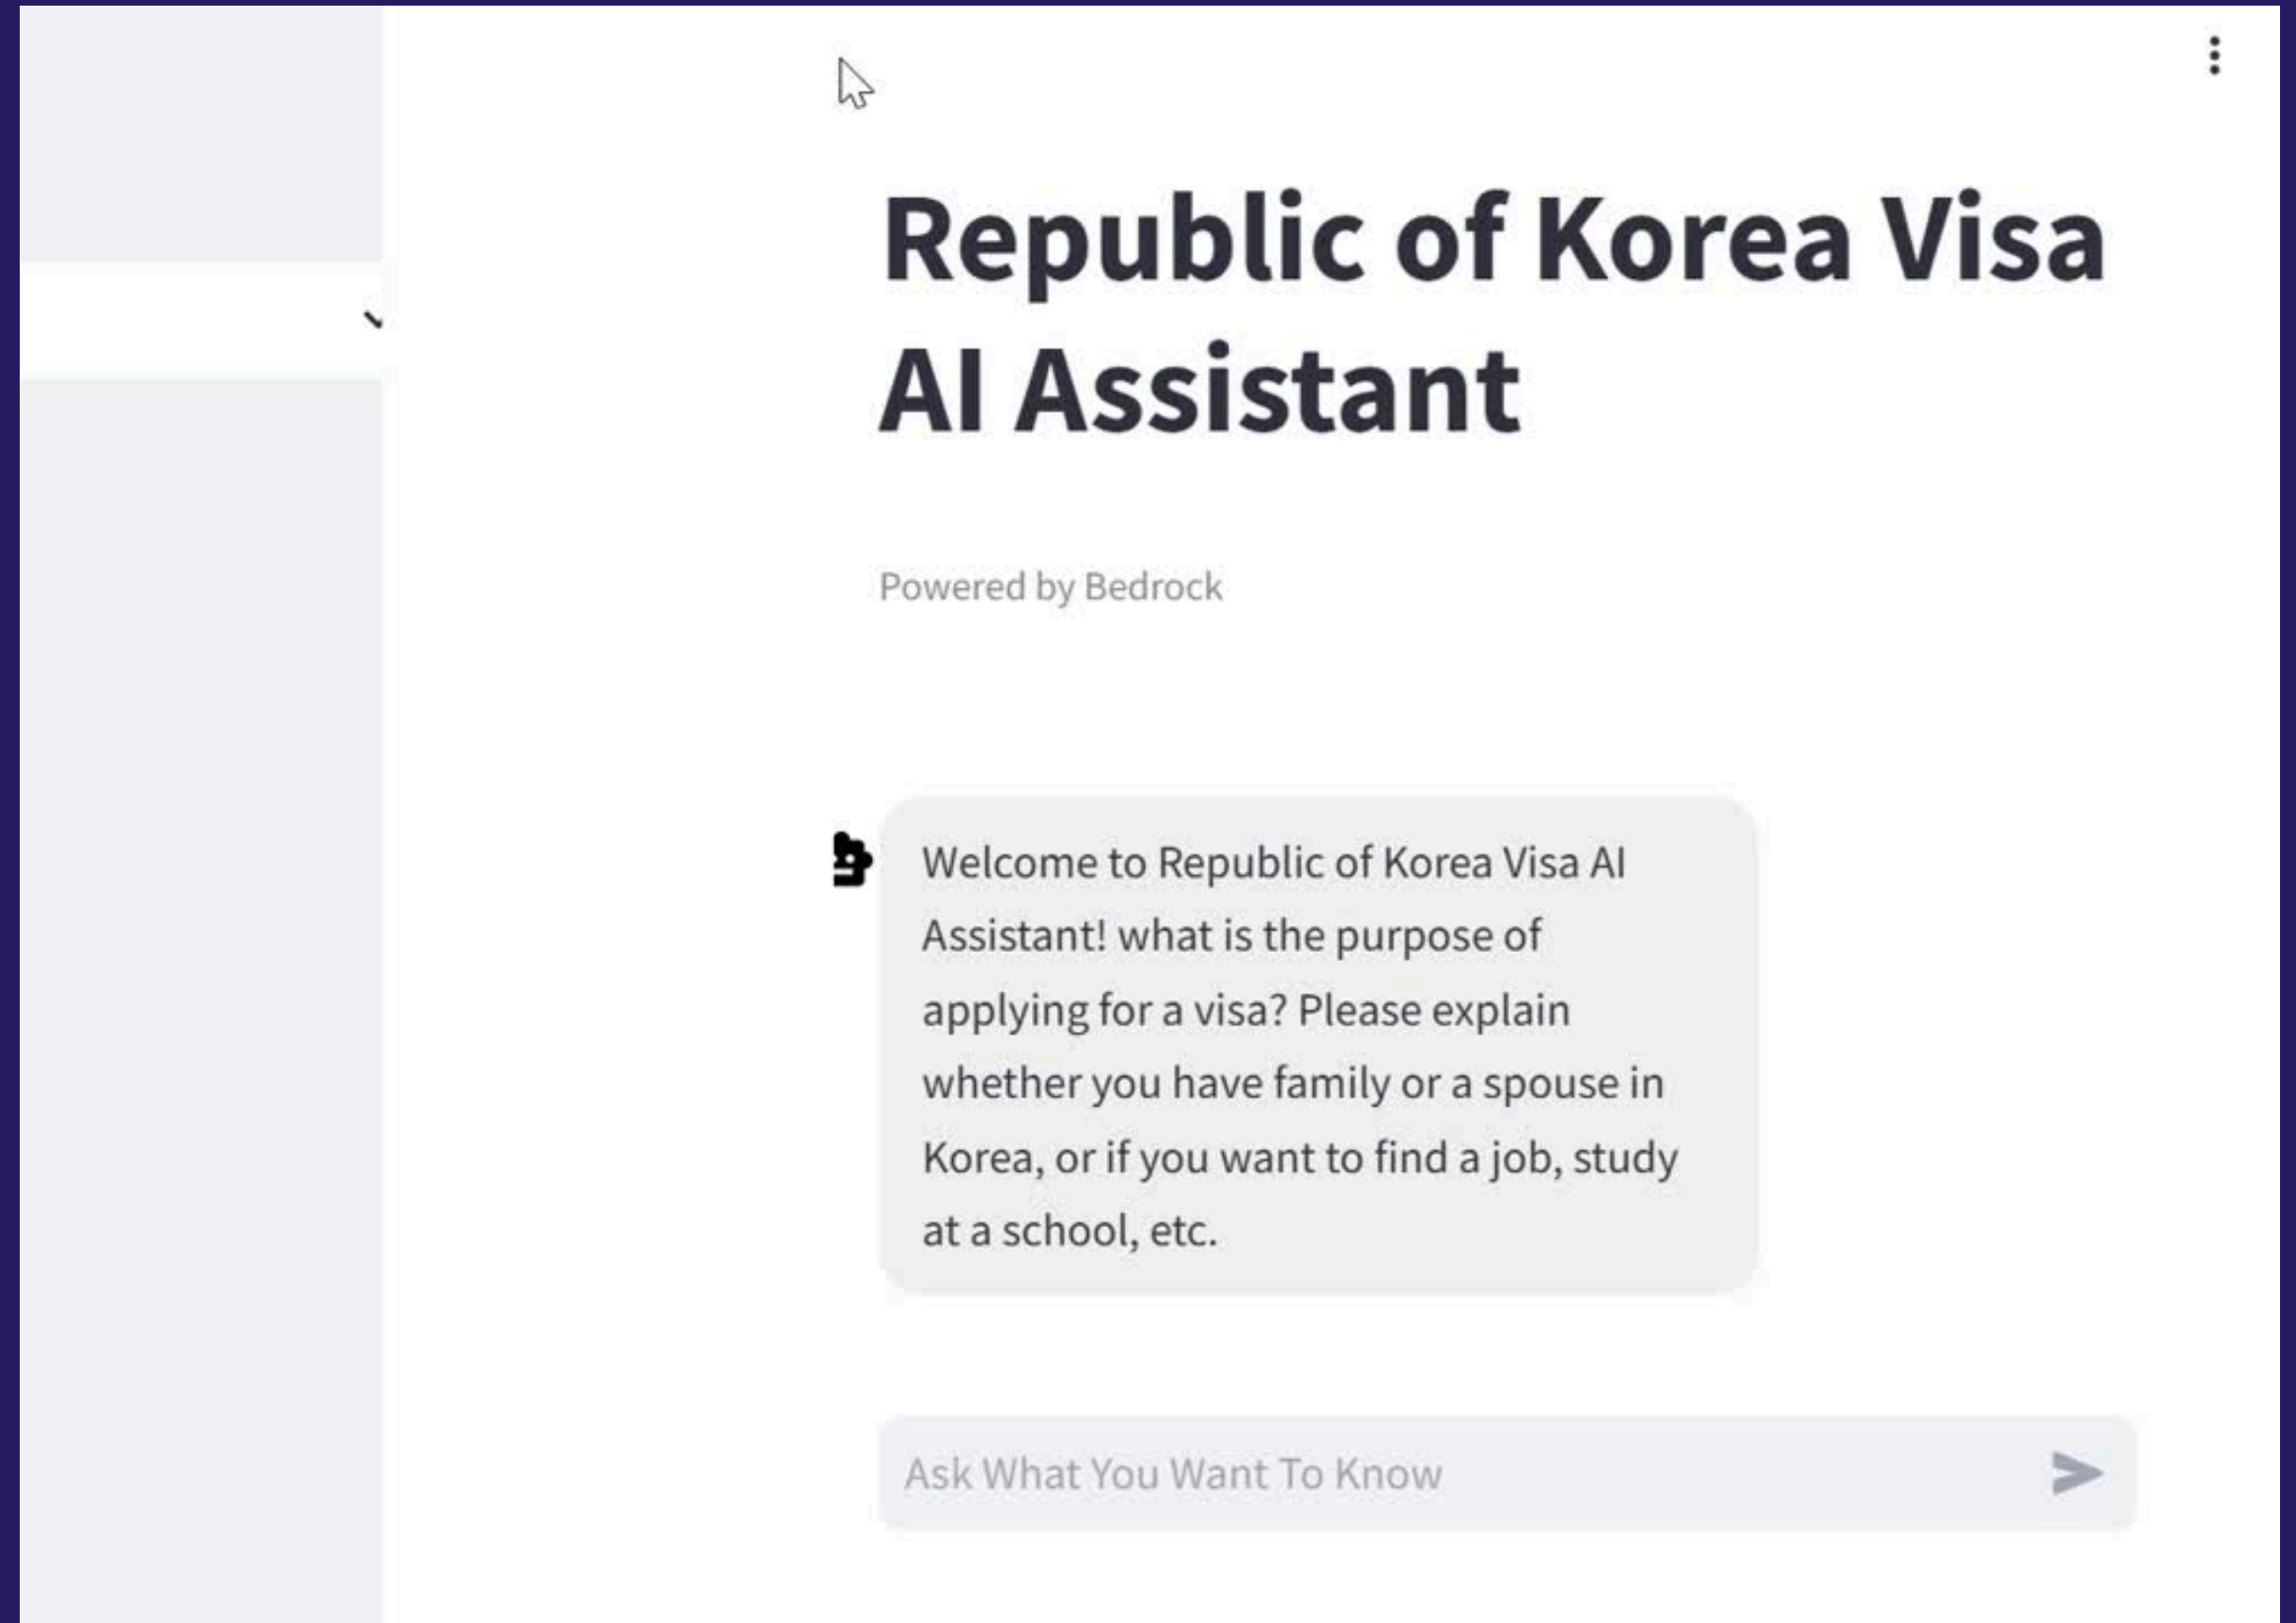 Republic of Korea Visa
AI Assistant
Powered by Bedrock
Welcome to Republic of Korea Visa AI
Assistant! what is the purpose of
applying for a visa? Please explain
whether you have family or a spouse in
Korea, or if you want to find a job, study
at a school, etc.
Ask What You Want To Know